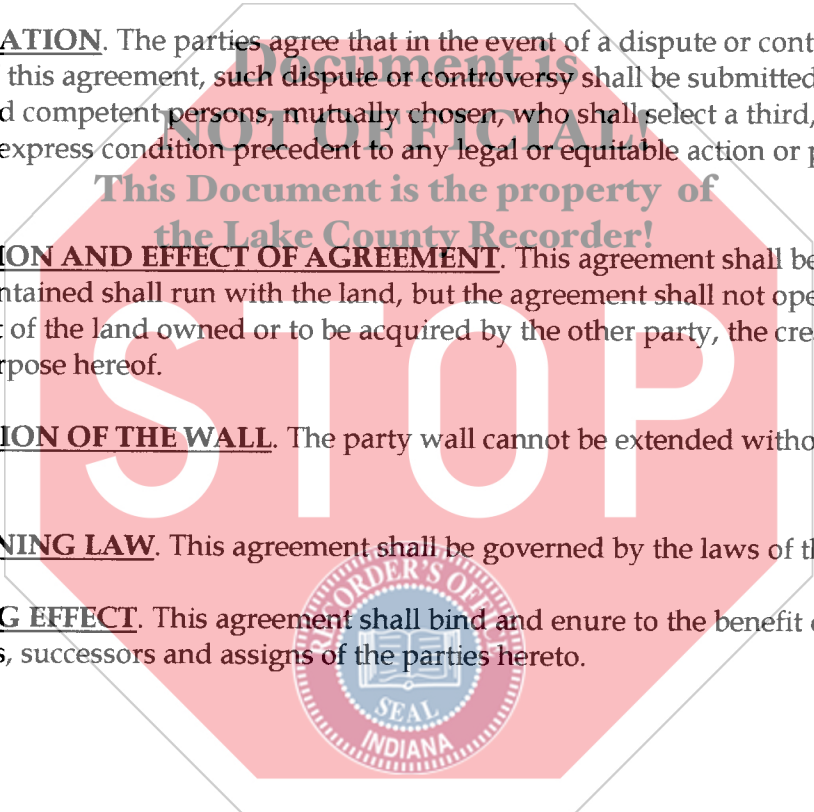 ATION. The parties agree that in the event of a dispute or cont
Document is
this agreement, such dispute or controversy shall be submitted
d competent persons, mutually chosen, who shall select a third,
NOT OFFICIAL!
express condition precedent to any legal or equitable action or p
This Document is the property of
the Lake County Recorder!
ION AND EFFECT OF AGREEMENT. This agreement shall be
ntained shall run with the land, but the agreement shall not ope
of the land owned or to be acquired by the other party, the cre
rpose hereof.
STOP
ION OF THE WALL. The party wall cannot be extended witho
NING LAW. This agreement shall be governed by the laws of th
RECORDER'S OFFICE
G EFFECT. This agreement shall bind and enure to the benefit o
s, successors and assigns of the parties hereto.
SEAL
INDIANA